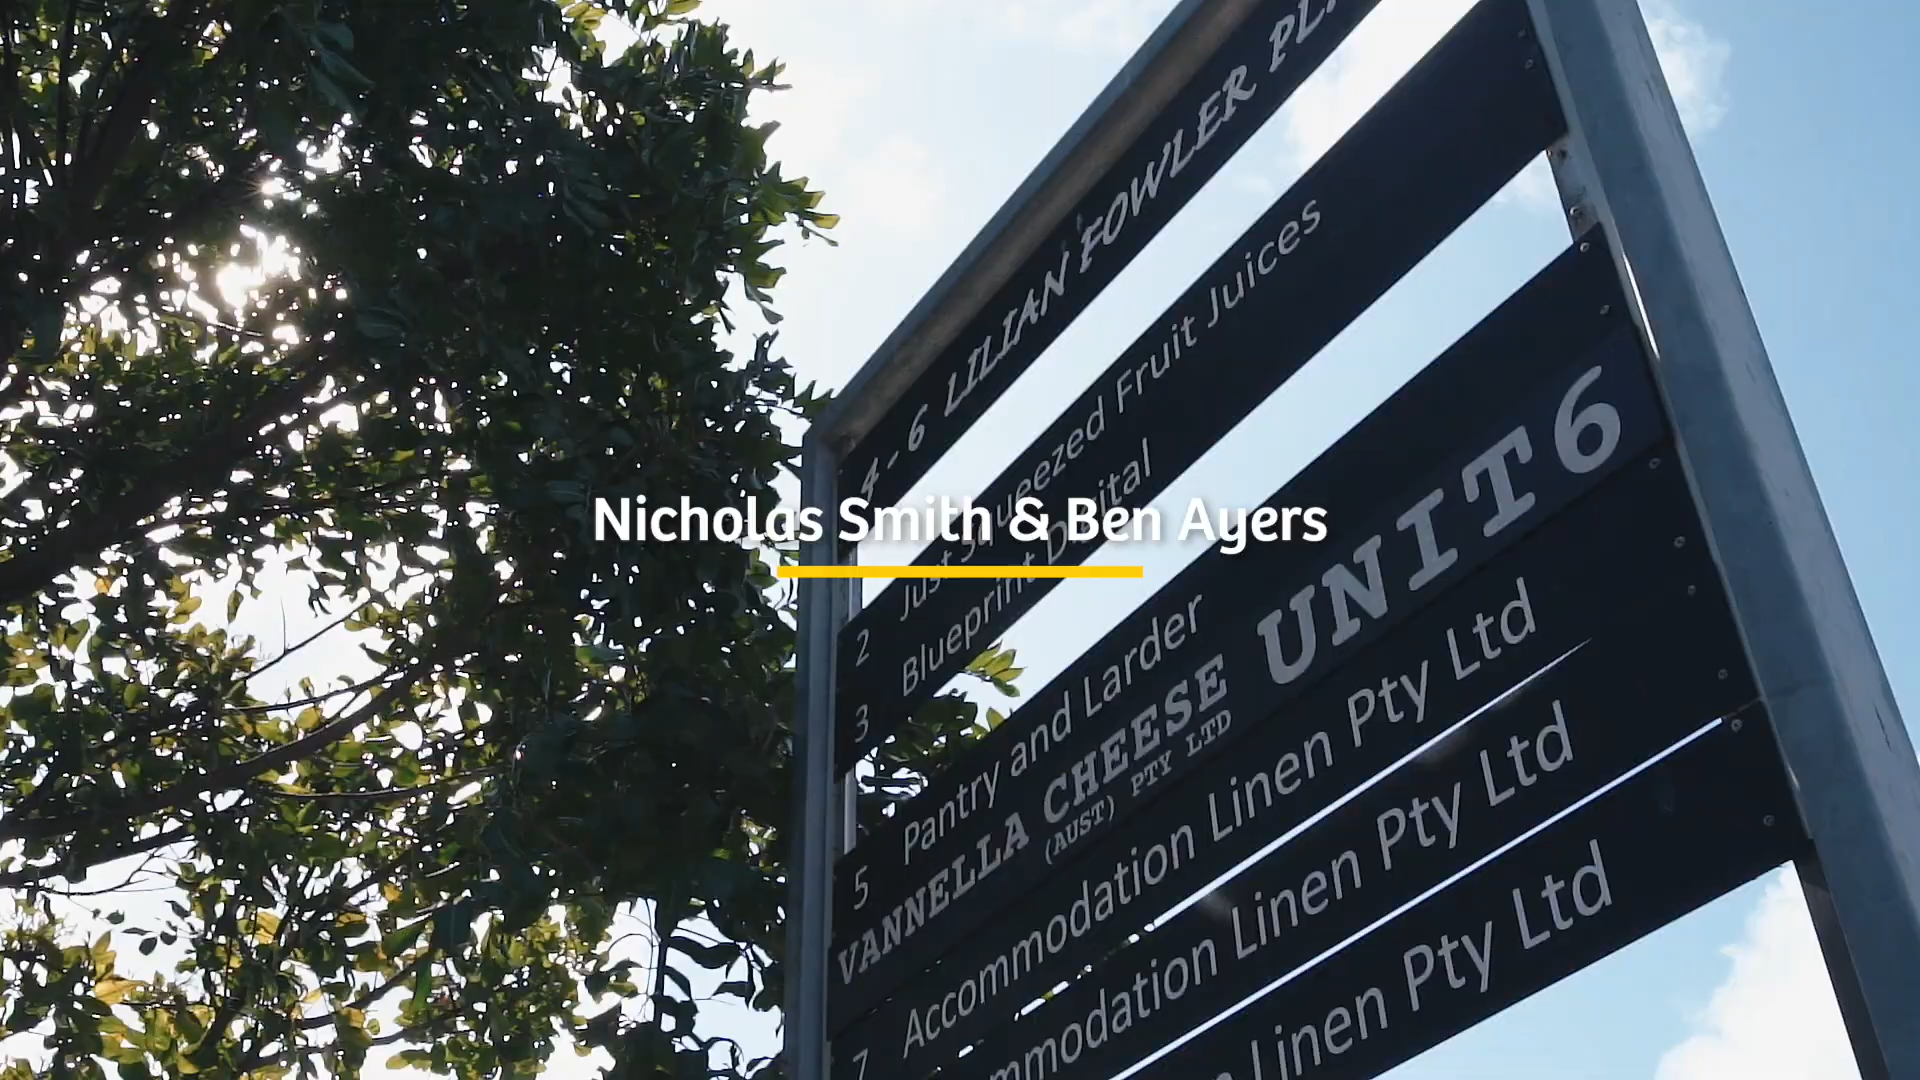 4-6 LILIAN FOWLER
2 Just Squeezed Fruit Juices
3 Blueprint Digital
Nicholas Smith & Ben Ayers
5 Pantry and Larder
VANNELLA CHEESE UNIT 6
(AUST) PTY LTD
7 Accommodation Linen Pty Ltd
Linen Pty Ltd
Linen Pty Ltd